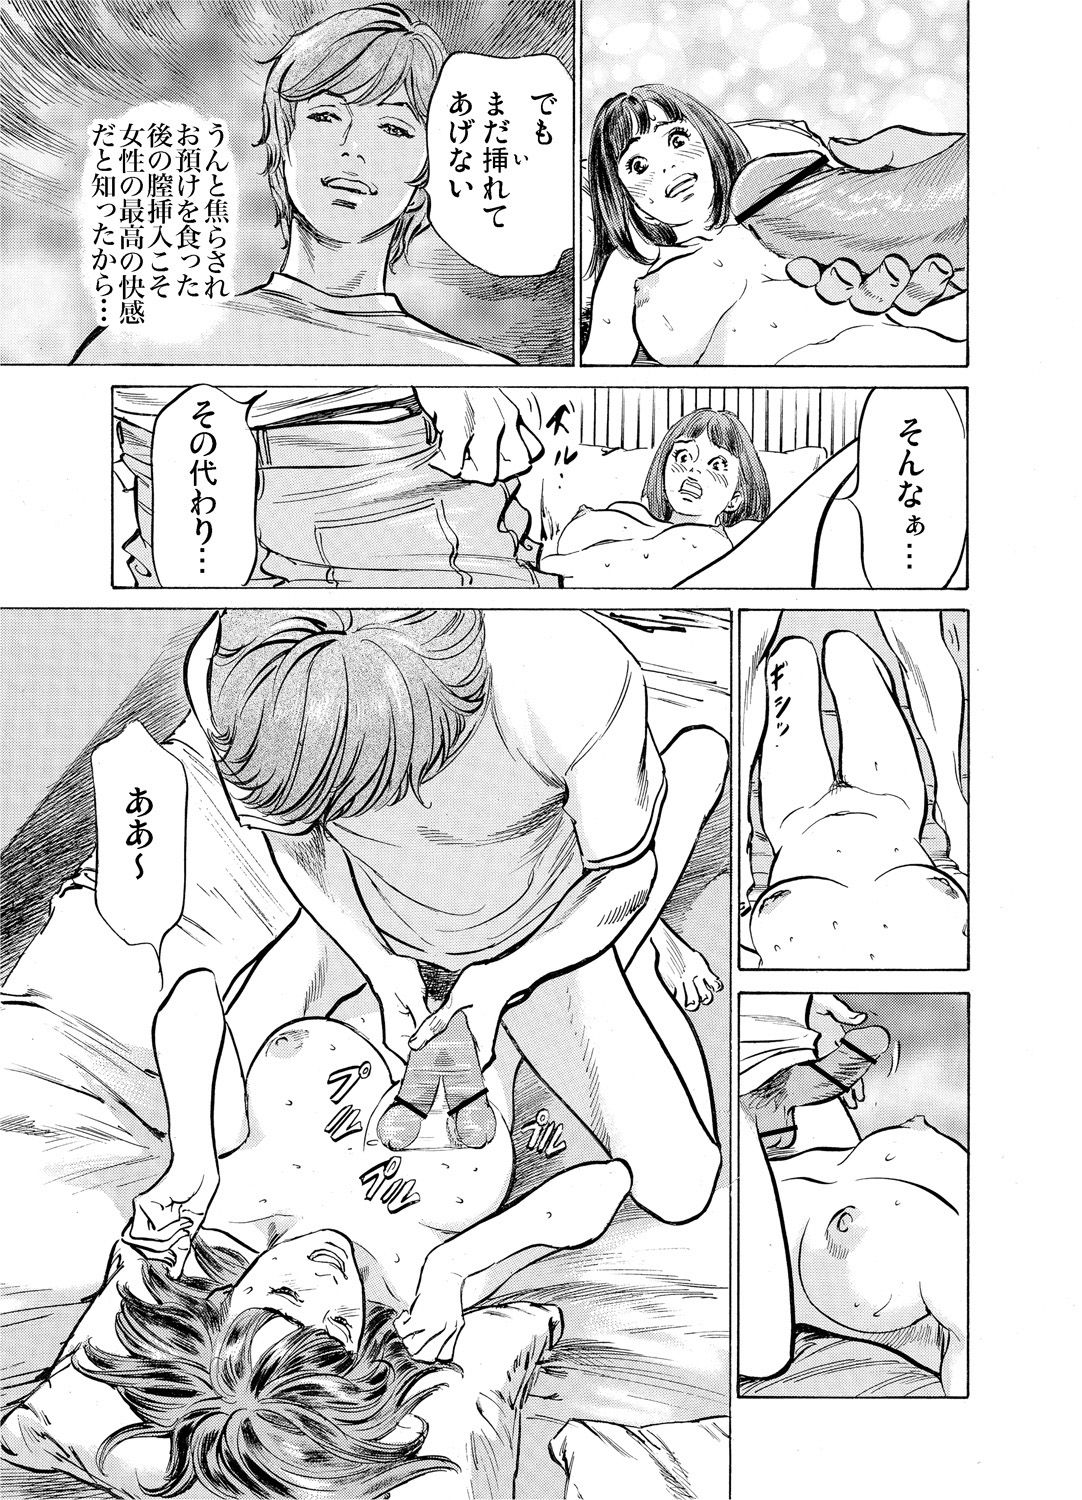 でも
まだ挿れて
あげない
うんと焦らされ
お預けを食った
後の膣挿入こそ
女性の最高の快感
だと知ったから…
そんなぁ…
ズル…
その代わり…
ギシッ
ああ～
プル
プル
プル